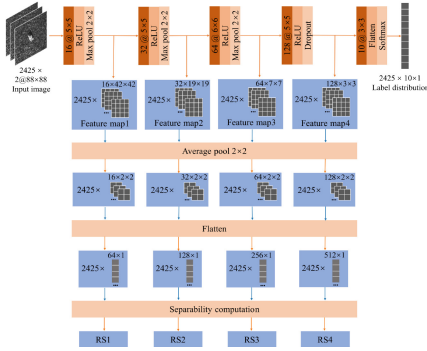 16 @ 5×5
ReLU
Max pool 2×2
32 @ 5×5
ReLU
Max pool 2×2
64 @ 6×6
ReLU
Max pool 2×2
128 @ 5×5
ReLU
Dropout
10 @ 3×3
Flatten
Softmax
2425 ×
2@88×88
Input image
2425 × 10×1
Label distribution
16×42×42
2425×
Feature map1
32×19×19
2425×
Feature map2
64×7×7
2425×
Feature map3
128×3×3
2425×
Feature map4
Average pool 2×2
16×2×2
2425×
32×2×2
2425×
64×2×2
2425×
128×2×2
2425×
Flatten
64×1
2425×
128×1
2425×
256×1
2425×
512×1
2425×
Separability computation
RS1
RS2
RS3
RS4